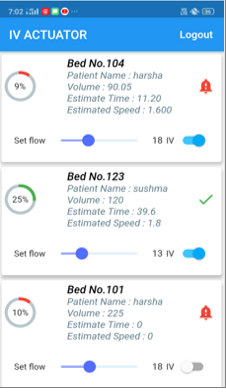 7:02
IV ACTUATOR Logout
Bed No.104
Patient Name : harsha
9%
Volume : 90.05
Estimate Time : 11.20
Estimated Speed : 1.600
Set flow 18 IV
Bed No.123
Patient Name : sushma
25%
Volume : 120
Estimate Time : 39.6
Estimated Speed : 1.8
Set flow 13 IV
Bed No.101
Patient Name : harsha
10%
Volume : 225
Estimate Time : 0
Estimated Speed : 0
Set flow 18 IV